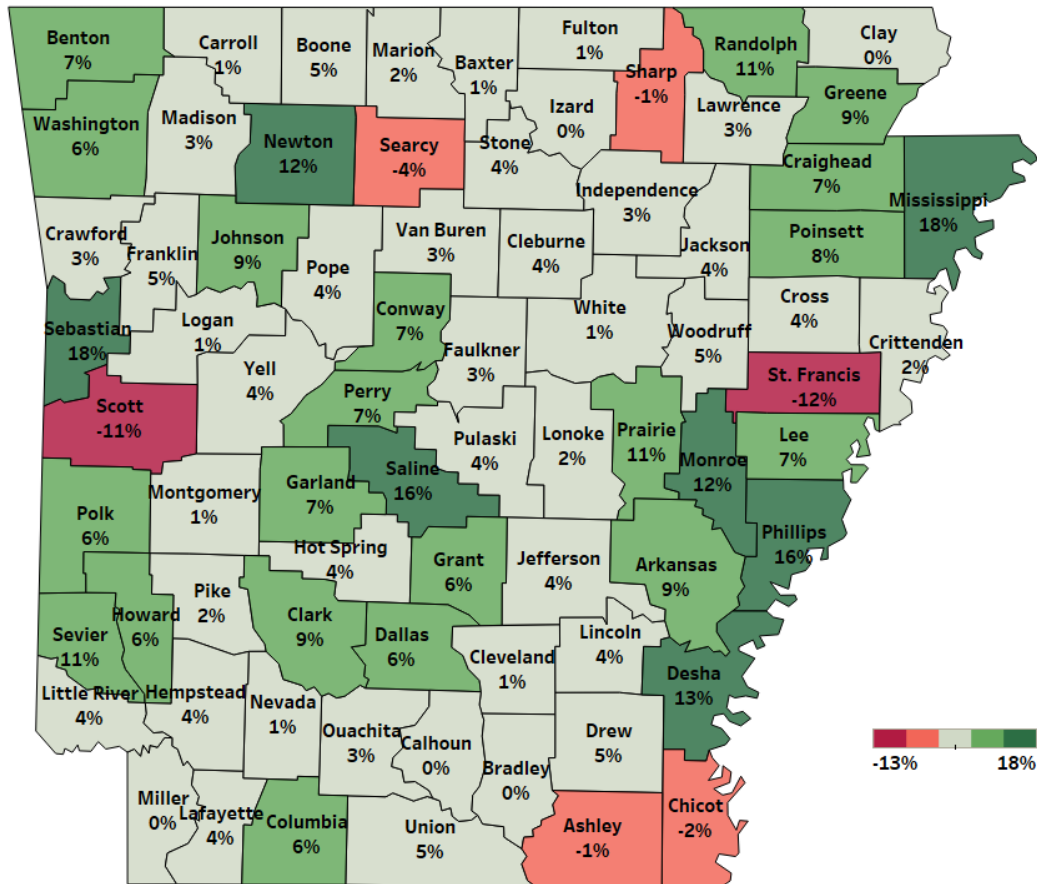 Benton
7%
Carroll
1%
Boone
5%
Marion
2%
Baxter
1%
Fulton
1%
Sharp
-1%
Randolph
11%
Clay
0%
Washington
6%
Madison
3%
Newton
12%
Searcy
-4%
Stone
4%
Izard
0%
Lawrence
3%
Greene
9%
Independence
3%
Craighead
7%
Mississippi
18%
Crawford
3%
Franklin
5%
Johnson
9%
Pope
4%
Van Buren
3%
Cleburne
4%
Jackson
4%
Poinsett
8%
Sebastian
18%
Logan
1%
Conway
7%
White
1%
Woodruff
5%
Cross
4%
Crittenden
2%
Scott
-11%
Yell
4%
Perry
7%
Faulkner
3%
St. Francis
-12%
Pulaski
4%
Lonoke
2%
Prairie
11%
Monroe
12%
Lee
7%
Polk
6%
Montgomery
1%
Garland
7%
Saline
16%
Phillips
16%
Hot Spring
4%
Grant
6%
Jefferson
4%
Arkansas
9%
Sevier
11%
Howard
6%
Pike
2%
Clark
9%
Dallas
6%
Cleveland
1%
Lincoln
4%
Desha
13%
Little River
4%
Hempstead
4%
Nevada
1%
Ouachita
3%
Calhoun
0%
Bradley
0%
Drew
5%
Miller
0%
Lafayette
4%
Columbia
6%
Union
5%
Ashley
-1%
Chicot
-2%
-13% 18%